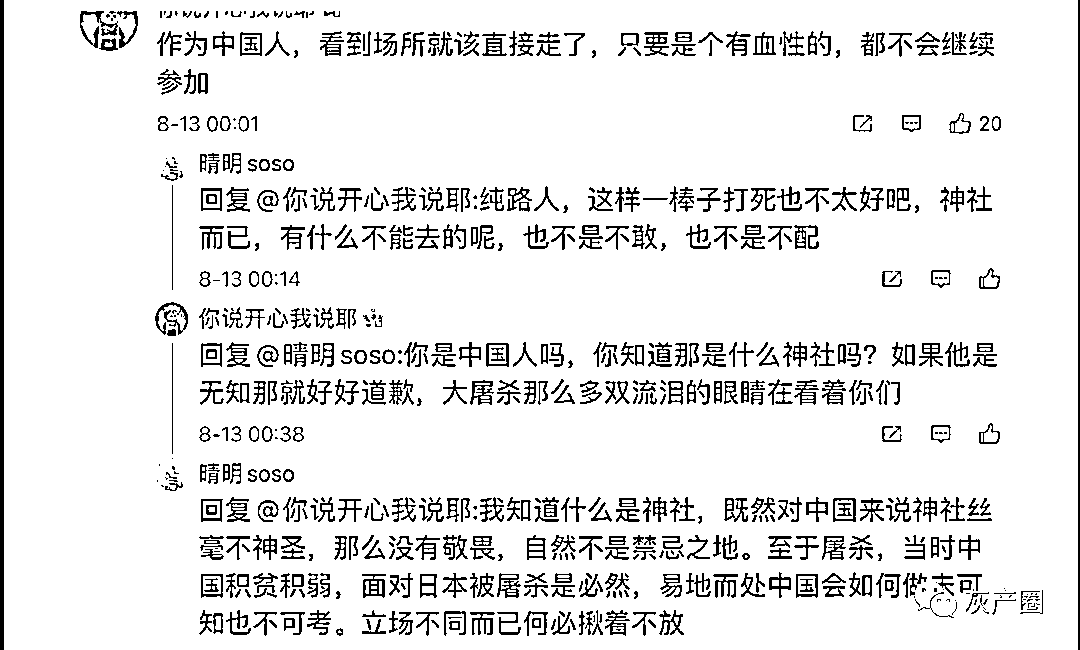 作为中国人，看到场所就该直接走了，只要是个有血性的，都不会继续
参加
8-13 00:01
20
晴明soso
回复@你说开心我说耶:纯路人，这样一棒子打死也不太好吧，神社
而已，有什么不能去的呢，也不是不敢，也不是不配
8-13 00:14
你说开心我说耶
回复@晴明soso:你是中国人吗，你知道那是什么神社吗？如果他是
无知那就好好道歉，大屠杀那么多双流泪的眼睛在看着你们
8-13 00:38
晴明soso
回复@你说开心我说耶:我知道什么是神社，既然对中国来说神社丝
毫不神圣，那么没有敬畏，自然不是禁忌之地。至于屠杀，当时中
国积贫积弱，面对日本被屠杀是必然，易地而处中国会如何做未可
知也不可考。立场不同而已何必揪着不放
灰产圈